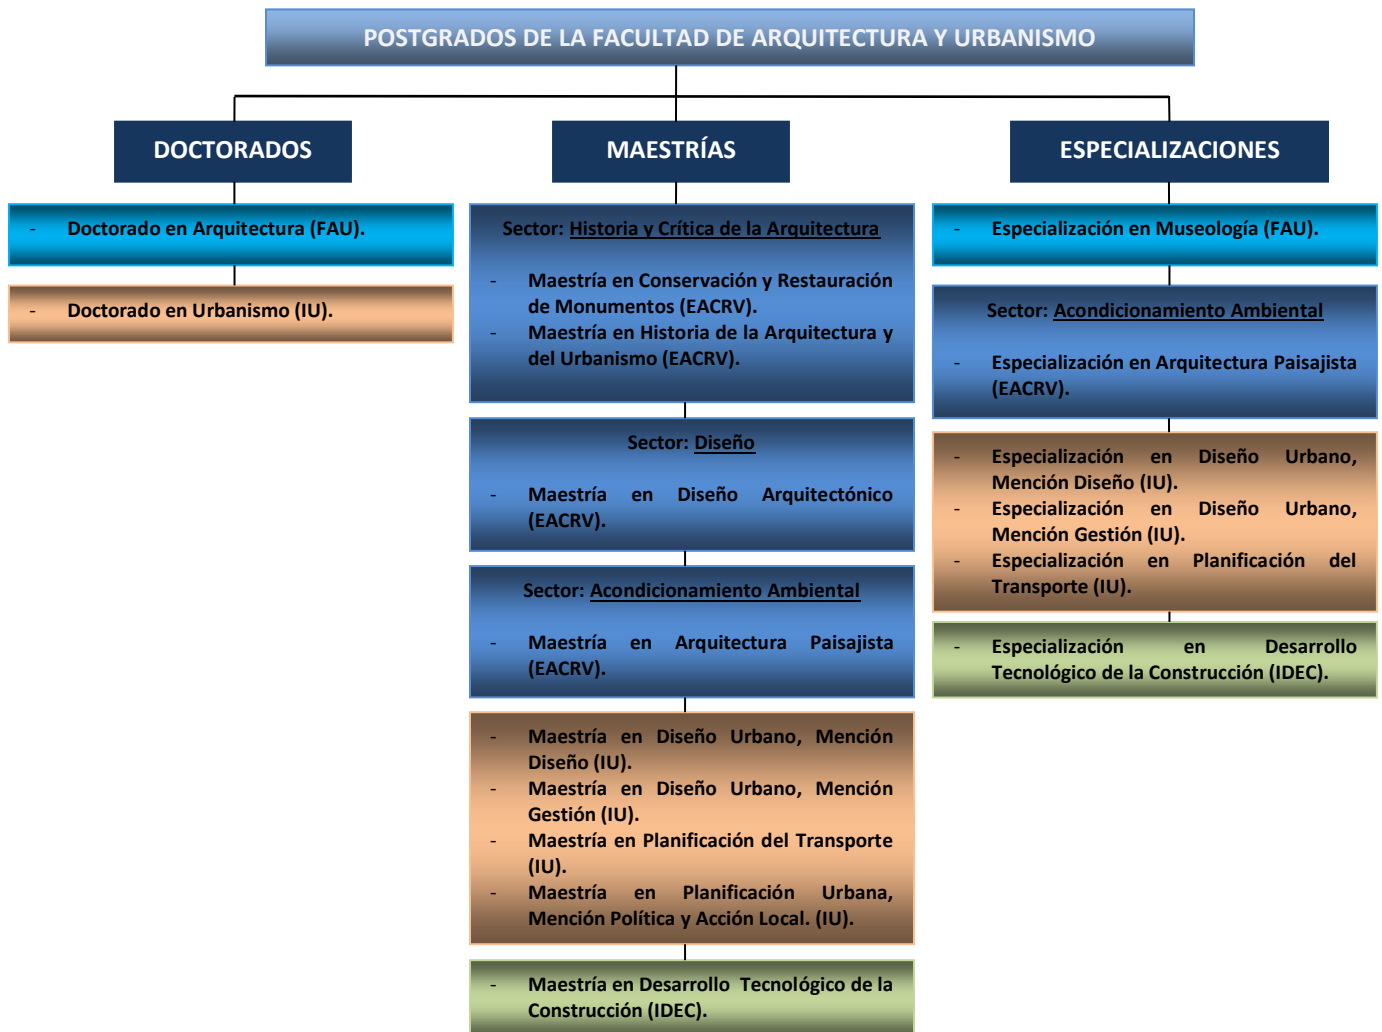 POSTGRADOS DE LA FACULTAD DE ARQUITECTURA Y URBANISMO
DOCTORADOS
- Doctorado en Arquitectura (FAU).
- Doctorado en Urbanismo (IU).
MAESTRÍAS
Sector: Historia y Crítica de la Arquitectura
- Maestría en Conservación y Restauración
de Monumentos (EACRV).
- Maestría en Historia de la Arquitectura y
del Urbanismo (EACRV).
Sector: Diseño
- Maestría en Diseño Arquitectónico
(EACRV).
Sector: Acondicionamiento Ambiental
- Maestría en Arquitectura Paisajista
(EACRV).
- Maestría en Diseño Urbano, Mención
Diseño (IU).
- Maestría en Diseño Urbano, Mención
Gestión (IU).
- Maestría en Planificación del Transporte
(IU).
- Maestría en Planificación Urbana,
Mención Política y Acción Local. (IU).
- Maestría en Desarrollo Tecnológico de la
Construcción (IDEC).
ESPECIALIZACIONES
- Especialización en Museología (FAU).
Sector: Acondicionamiento Ambiental
- Especialización en Arquitectura Paisajista
(EACRV).
- Especialización en Diseño Urbano,
Mención Diseño (IU).
- Especialización en Diseño Urbano,
Mención Gestión (IU).
- Especialización en Planificación del
Transporte (IU).
- Especialización en Desarrollo
Tecnológico de la Construcción (IDEC).